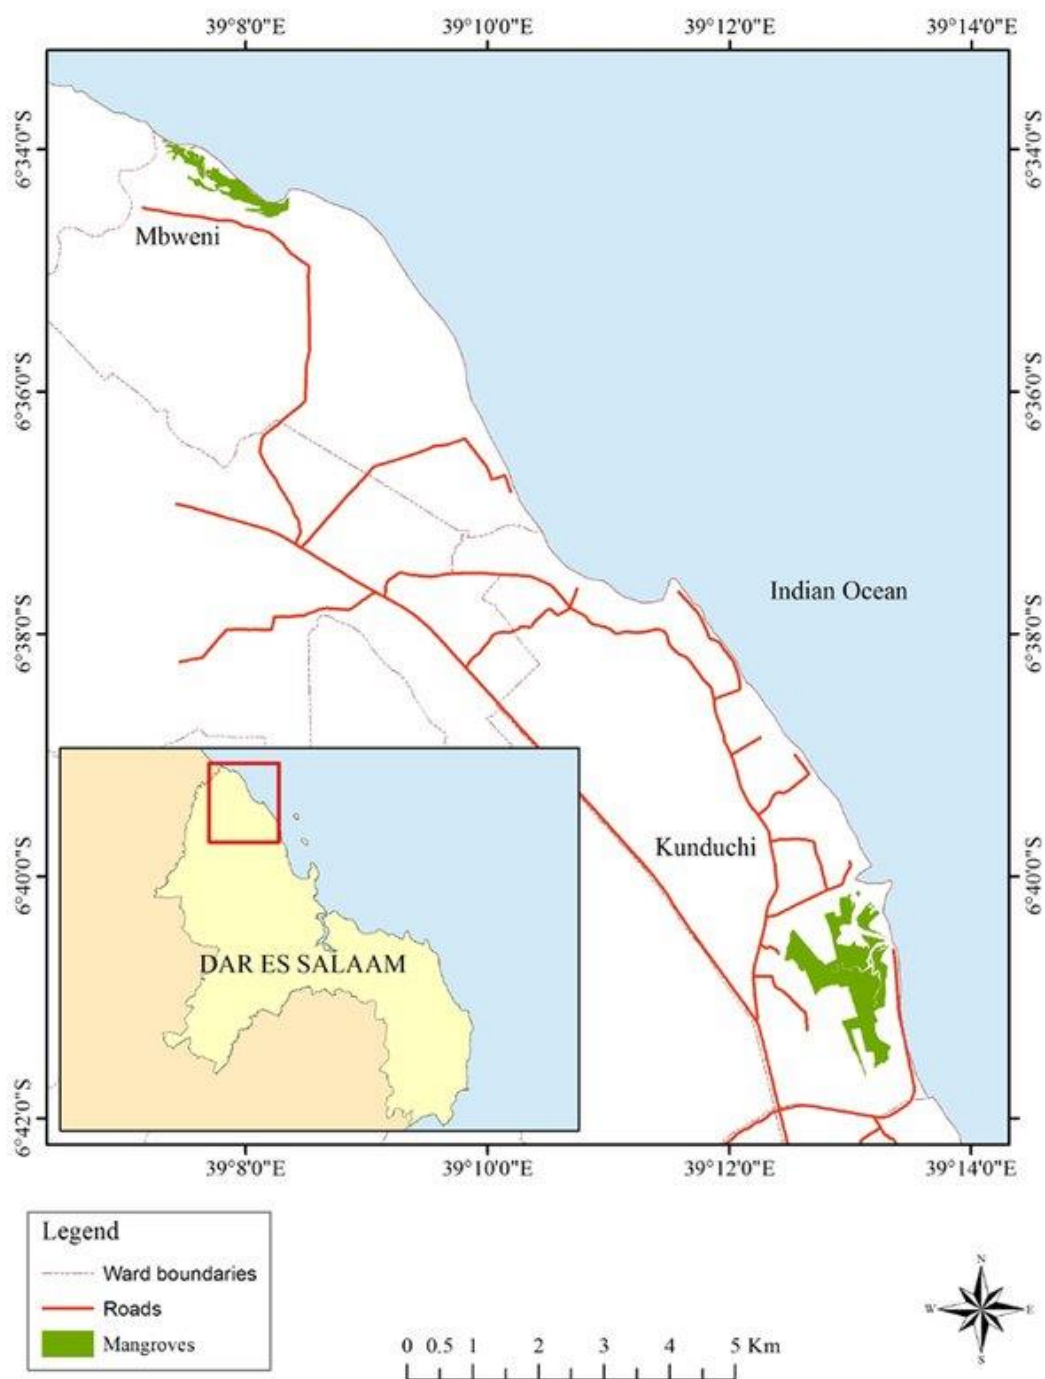 39°8'0"E 39°10'0"E 39°12'0"E 39°14'0"E
6°34'0"S 6°34'0"S
Mbweni
6°36'0"S 6°36'0"S
Indian Ocean
6°38'0"S 6°38'0"S
Kunduchi
6°40'0"S 6°40'0"S
DAR ES SALAAM
6°42'0"S
39°8'0"E 39°10'0"E 39°12'0"E 39°14'0"E
Legend
Ward boundaries
Roads
Mangroves
0 0.5 1 2 3 4 5 Km
N
W E
S